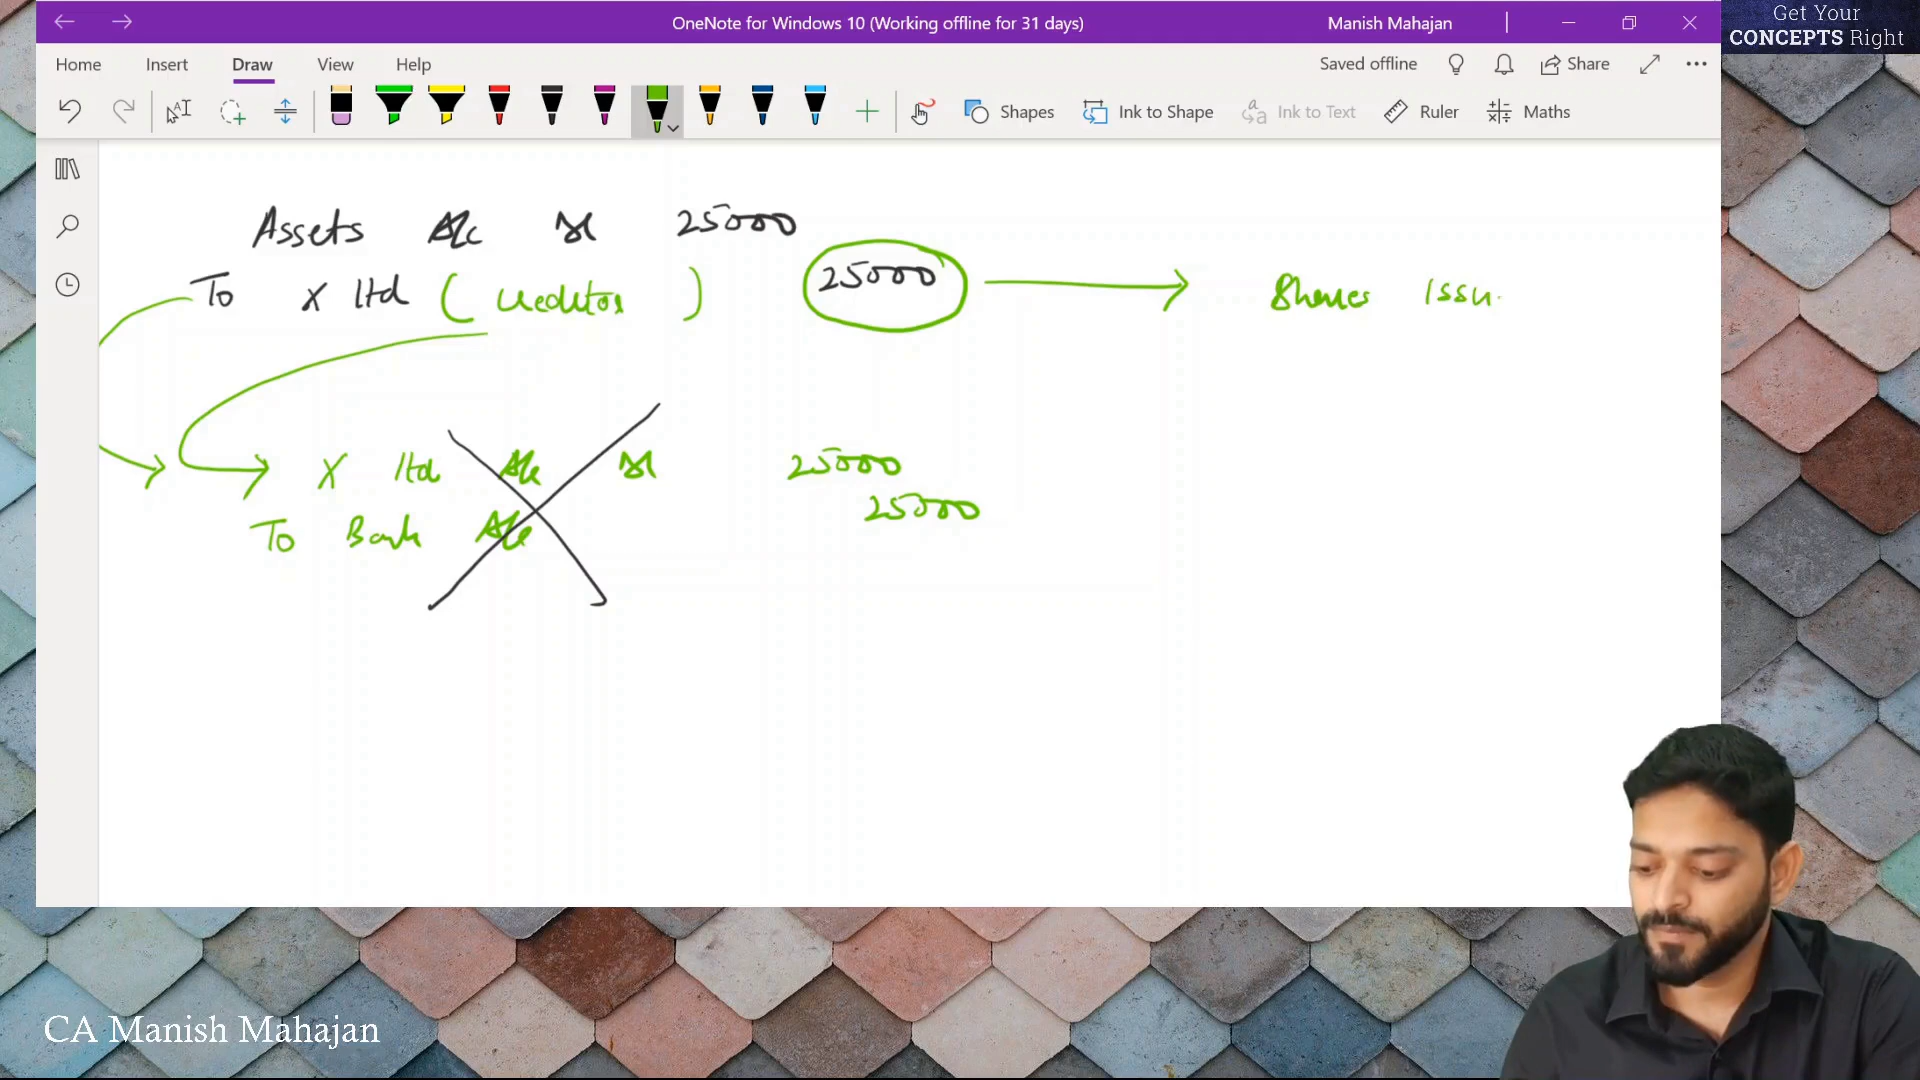 OneNote for Windows 10 (Working offline for 31 days)
Manish Mahajan
Get Your
CONCEPTS Right
Home Insert Draw View Help
Saved offline
Share
Shapes
Ink to Shape
Ink to Text
Ruler
Maths
Assets A/c Dr 25000
To X ltd ( creditor ) 25000 Shares Issu
X ltd A/c Dr 25000
To Bank A/c 25000
CA Manish Mahajan